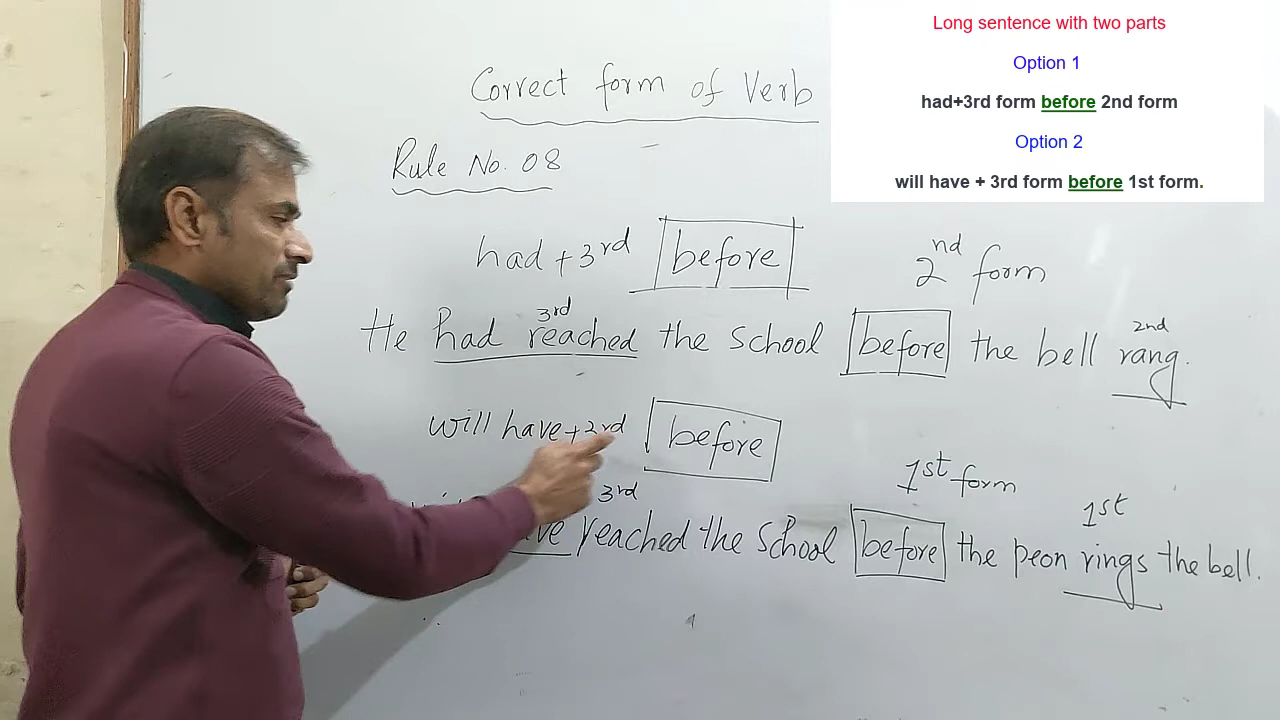 Long sentence with two parts
Option 1
had+3rd form before 2nd form
Option 2
will have + 3rd form before 1st form.
Correct form of Verb
Rule No. 08
had + 3rd before 2nd form
3rd 2nd
He had reached the school before the bell rang.
will have + 3rd before 1st form
3rd 1st
reached the school before the peon rings the bell.